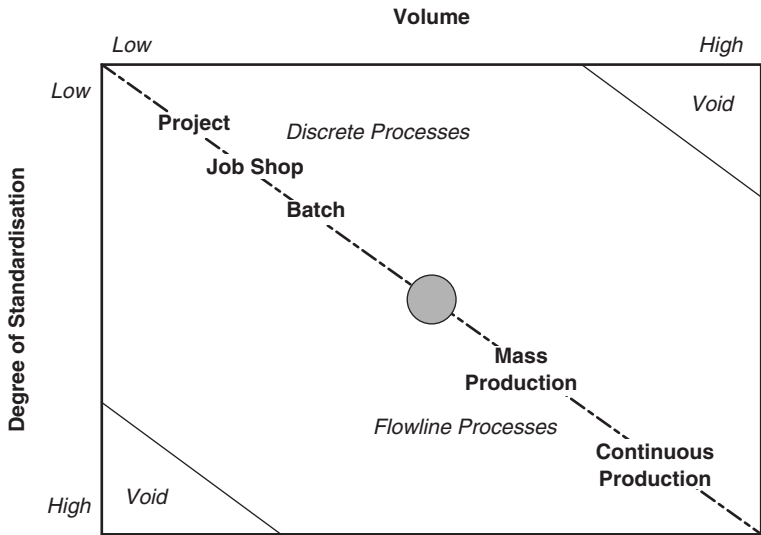 Volume
Low
High
Low
Void
Project
Discrete Processes
Job Shop
Batch
Degree of Standardisation
Mass
Production
Flowline Processes
Continuous
Production
High
Void